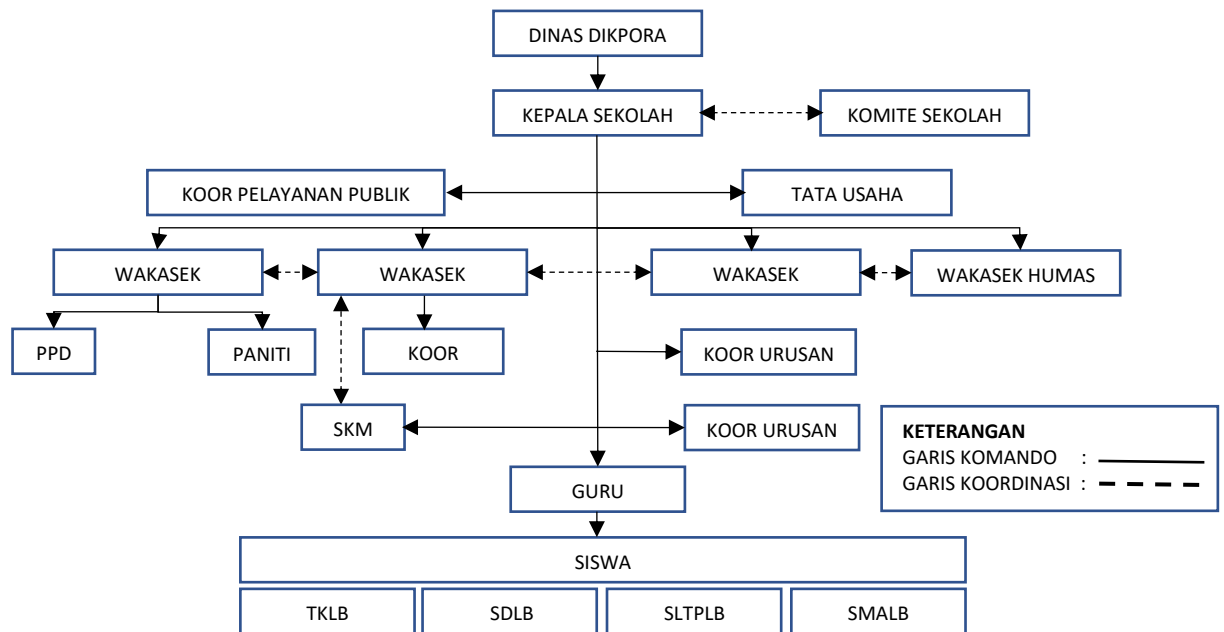 DINAS DIKPORA
KEPALA SEKOLAH
KOMITE SEKOLAH
KOOR PELAYANAN PUBLIK
TATA USAHA
WAKASEK
WAKASEK
WAKASEK
WAKASEK HUMAS
PPD
PANITI
KOOR
KOOR URUSAN
SKM
KOOR URUSAN
KETERANGAN
GARIS KOMANDO :
GARIS KOORDINASI :
GURU
SISWA
TKLB
SDLB
SLTPLB
SMALB